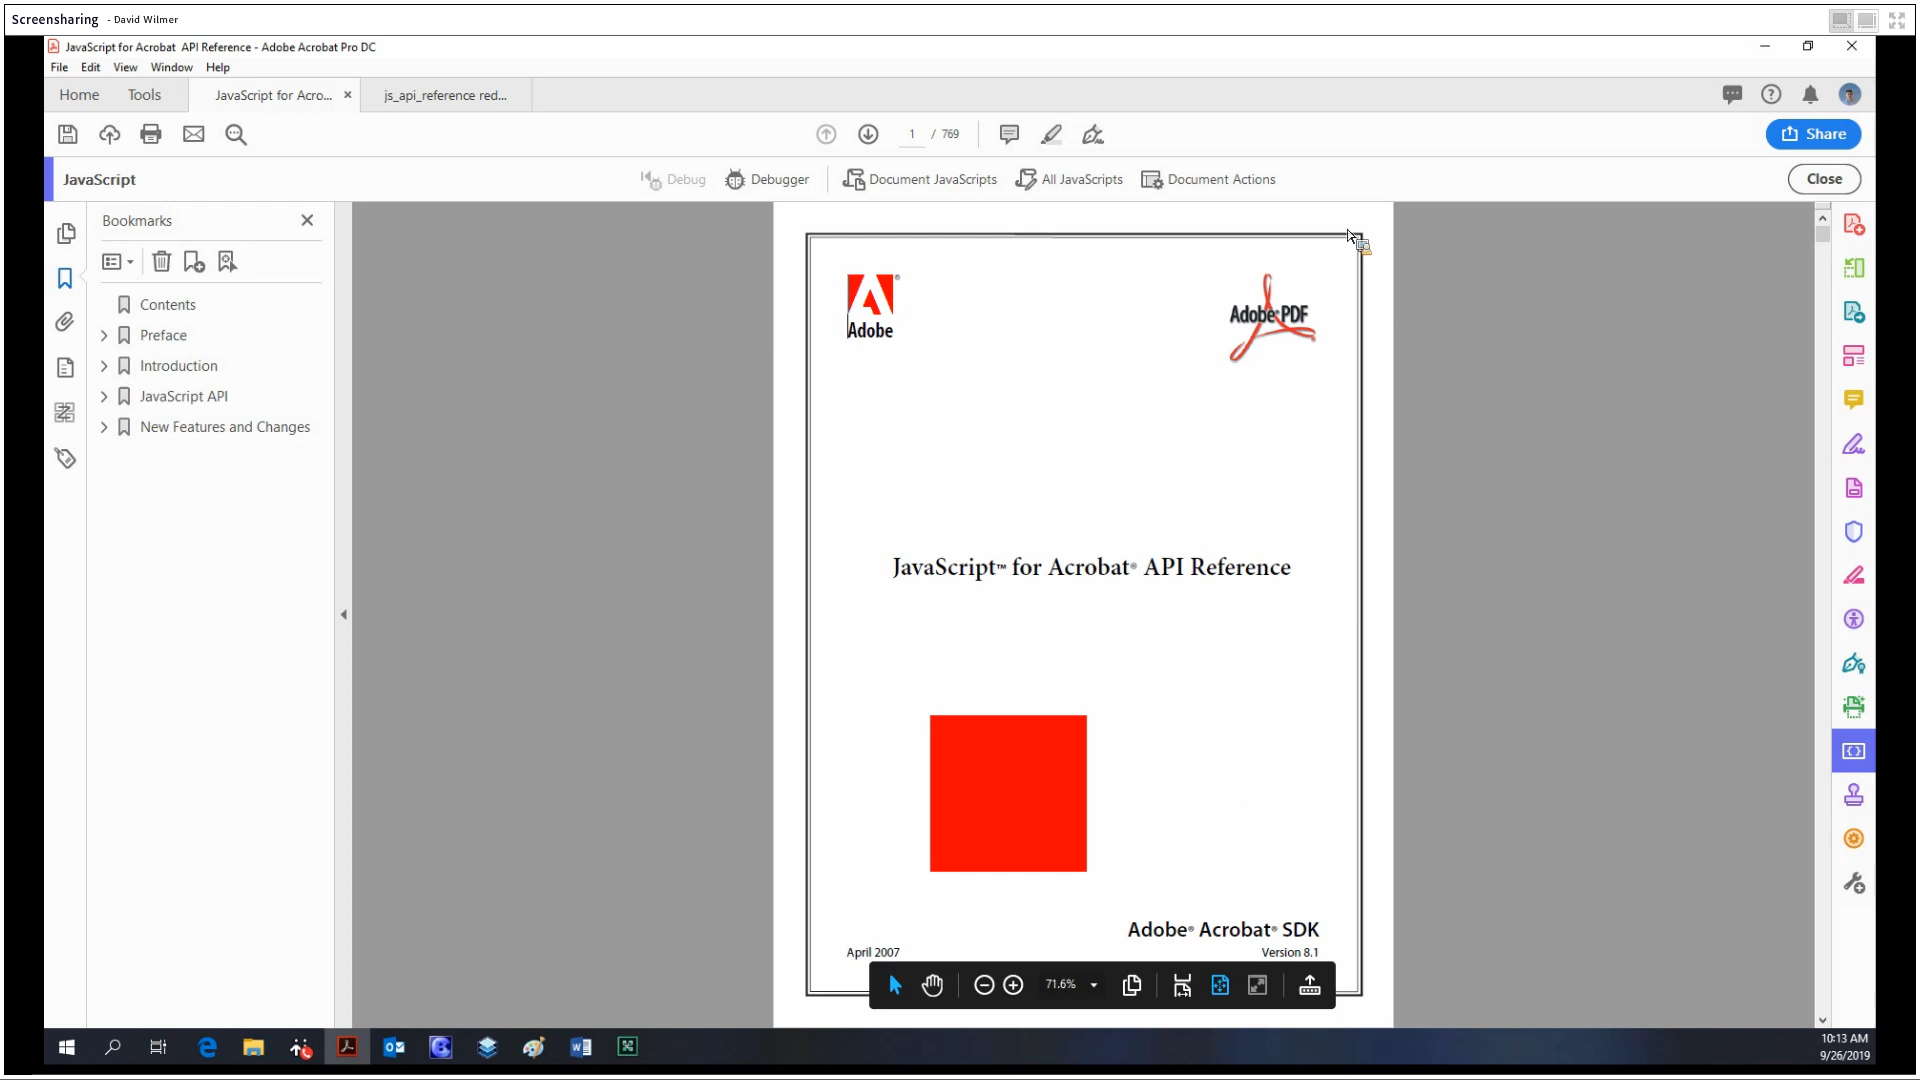 Screensharing - David Wilmer
JavaScript for Acrobat API Reference - Adobe Acrobat Pro DC
File Edit View Window Help
Home Tools JavaScript for Acro... js_api_reference red...
1 / 769
Share
JavaScript Debug Debugger Document JavaScripts All JavaScripts Document Actions Close
Bookmarks
Contents
Preface
Introduction
JavaScript API
New Features and Changes
Adobe®
Adobe® PDF
JavaScript™ for Acrobat® API Reference
Adobe® Acrobat® SDK
April 2007 Version 8.1
71.6%
10:13 AM
9/26/2019